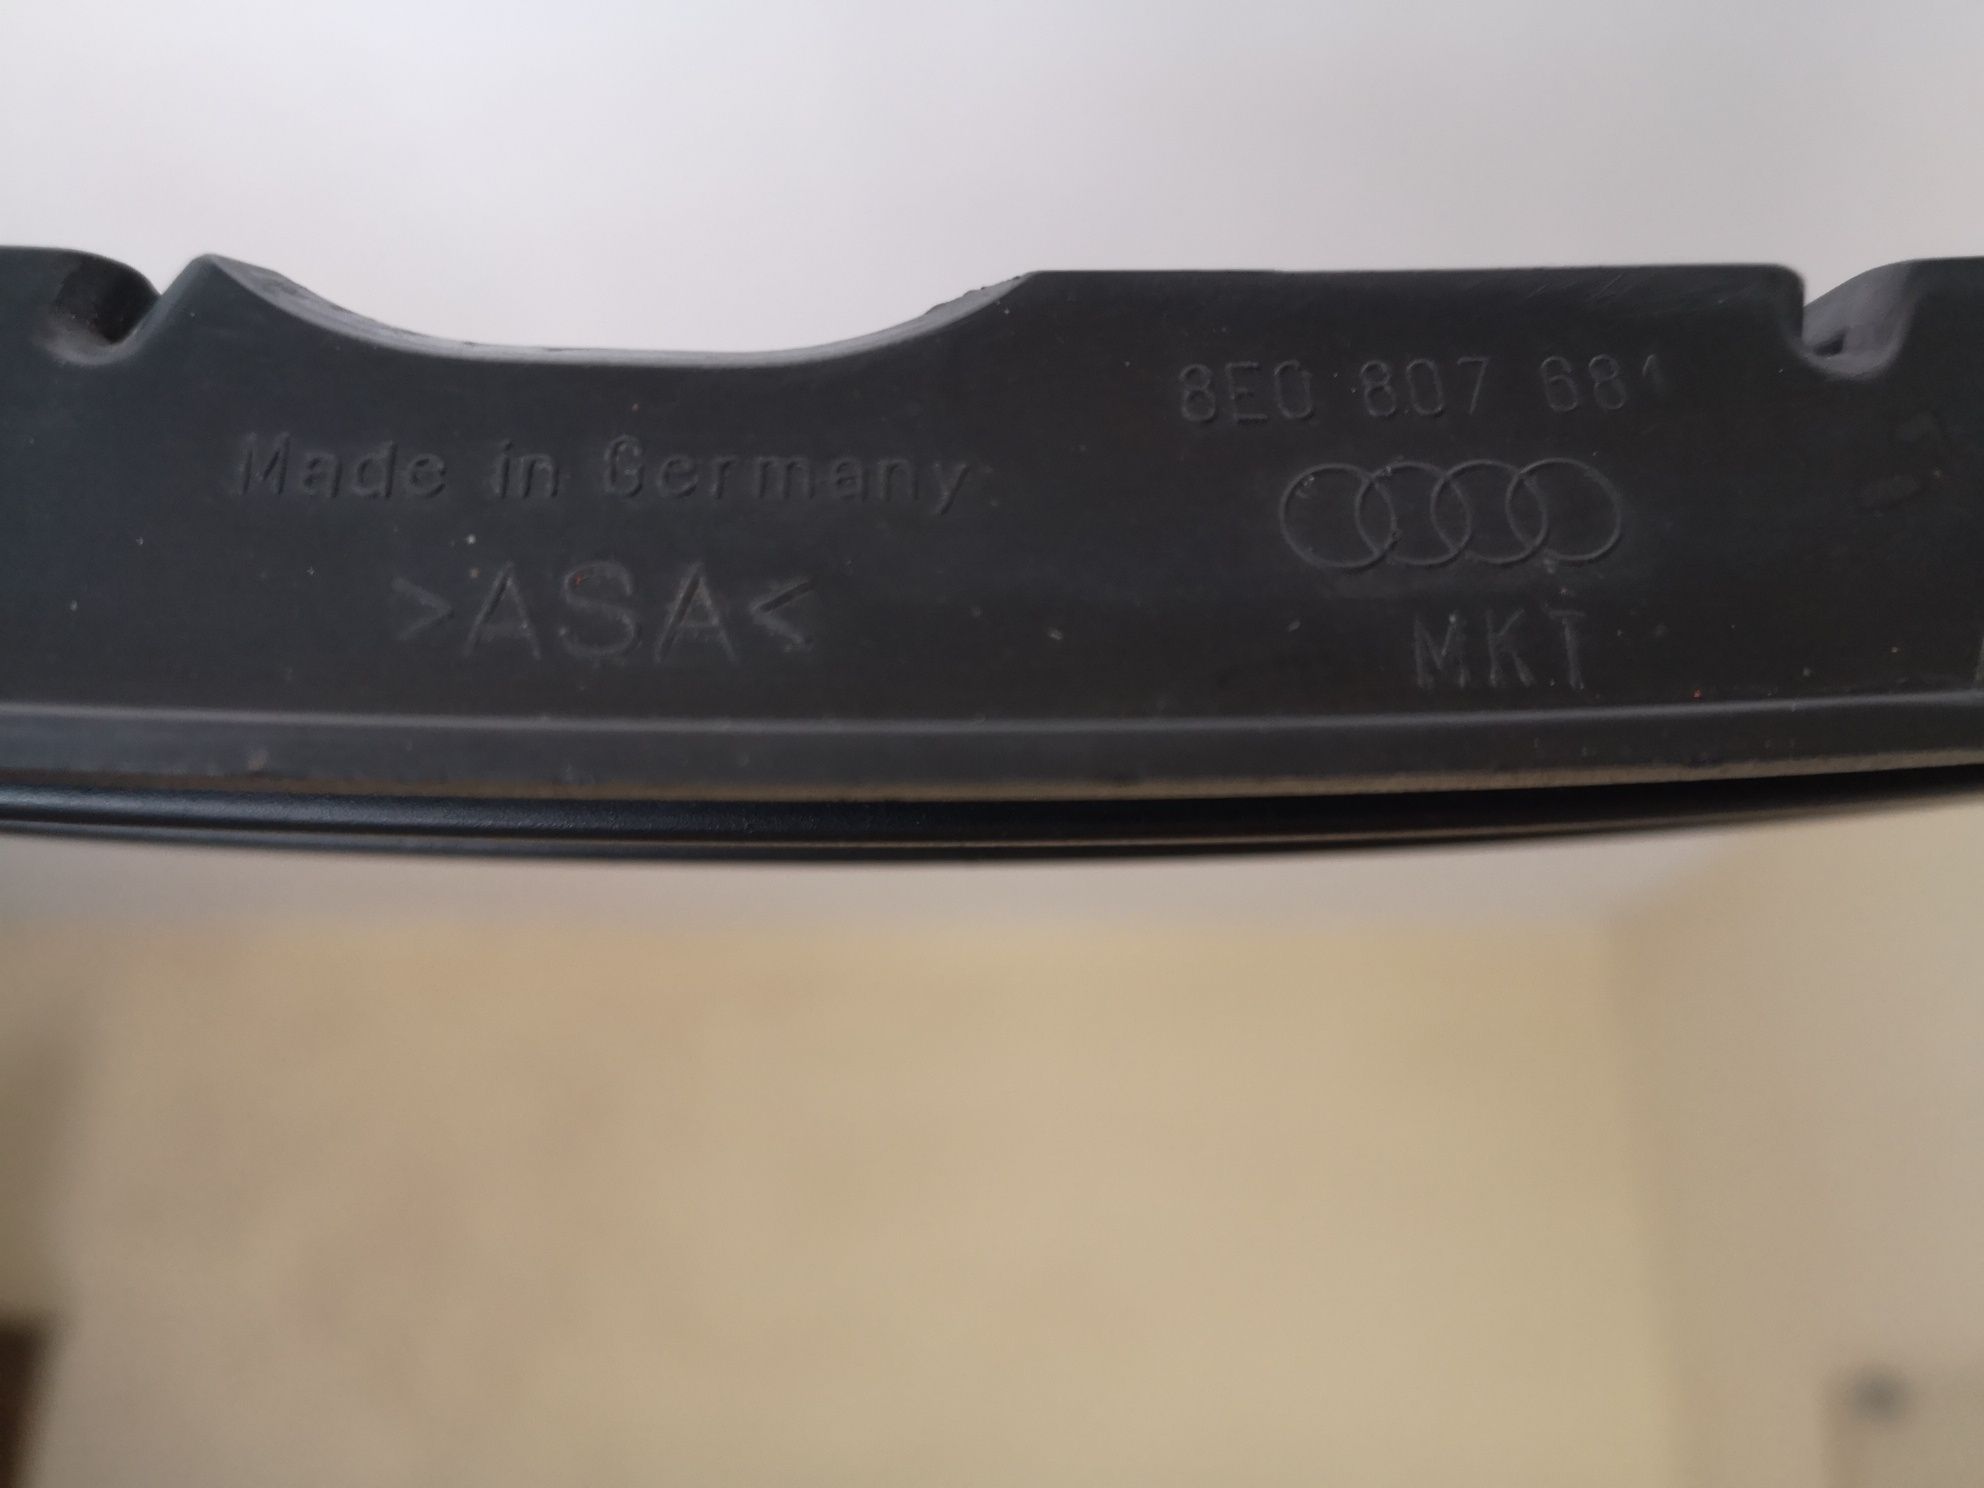 8E0 807 681
Made in Germany
>ASA<
MKT